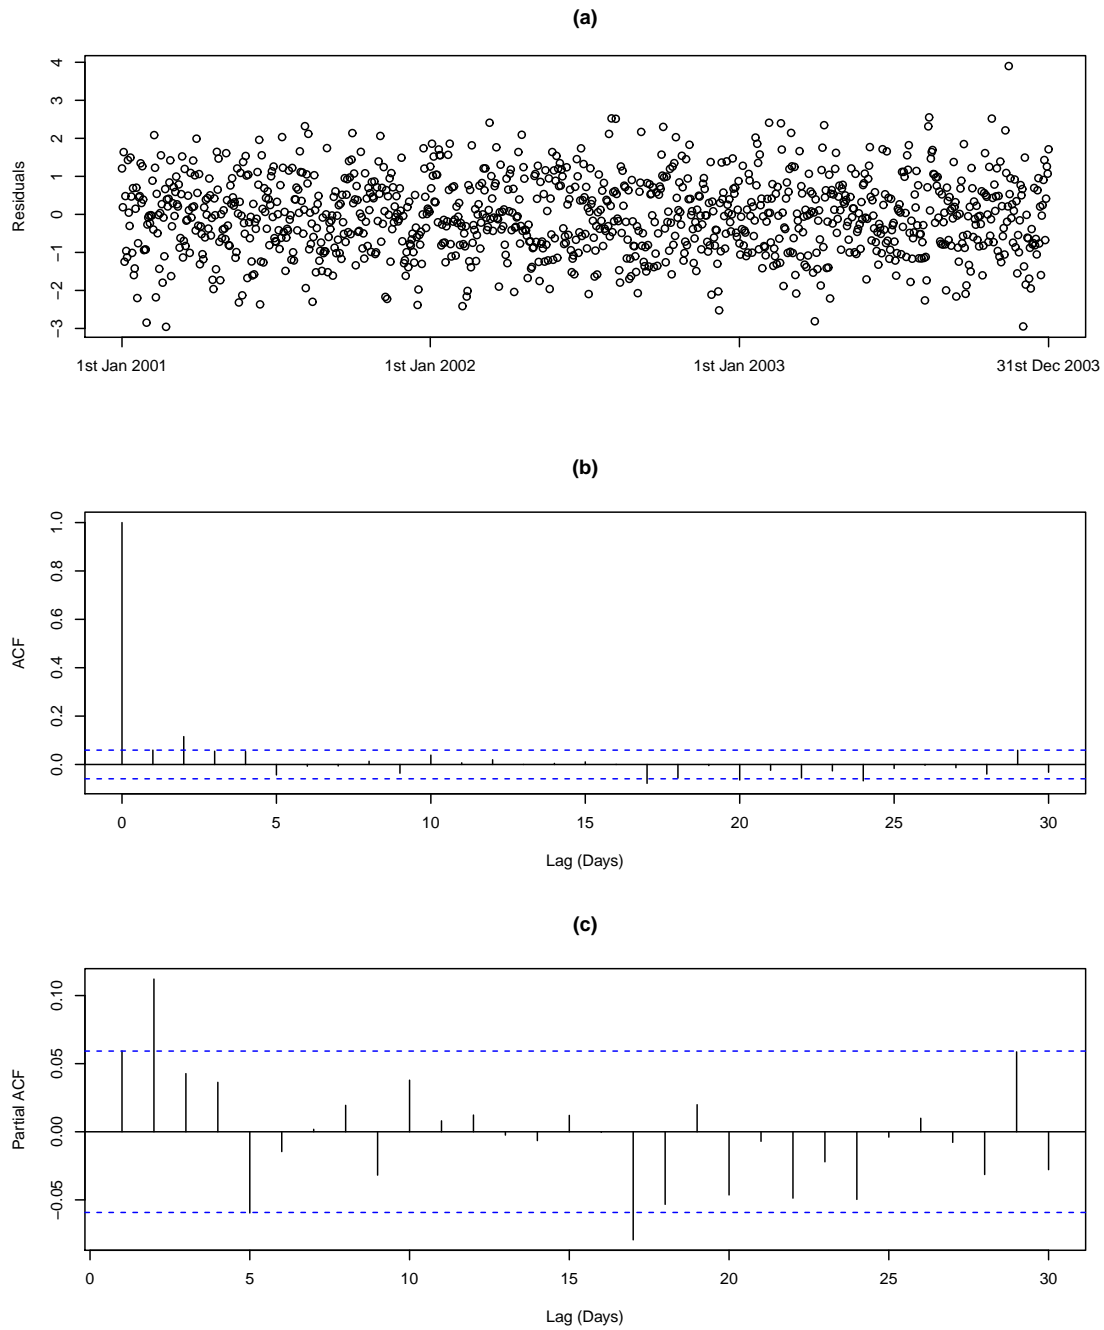 (a)
Residuals
4
3
2
1
0
−1
−2
−3
1st Jan 2001 1st Jan 2002 1st Jan 2003 31st Dec 2003
(b)
ACF
1.0
0.8
0.6
0.4
0.2
0.0
0 5 10 15 20 25 30
Lag (Days)
(c)
Partial ACF
0.10
0.05
0.00
−0.05
0 5 10 15 20 25 30
Lag (Days)